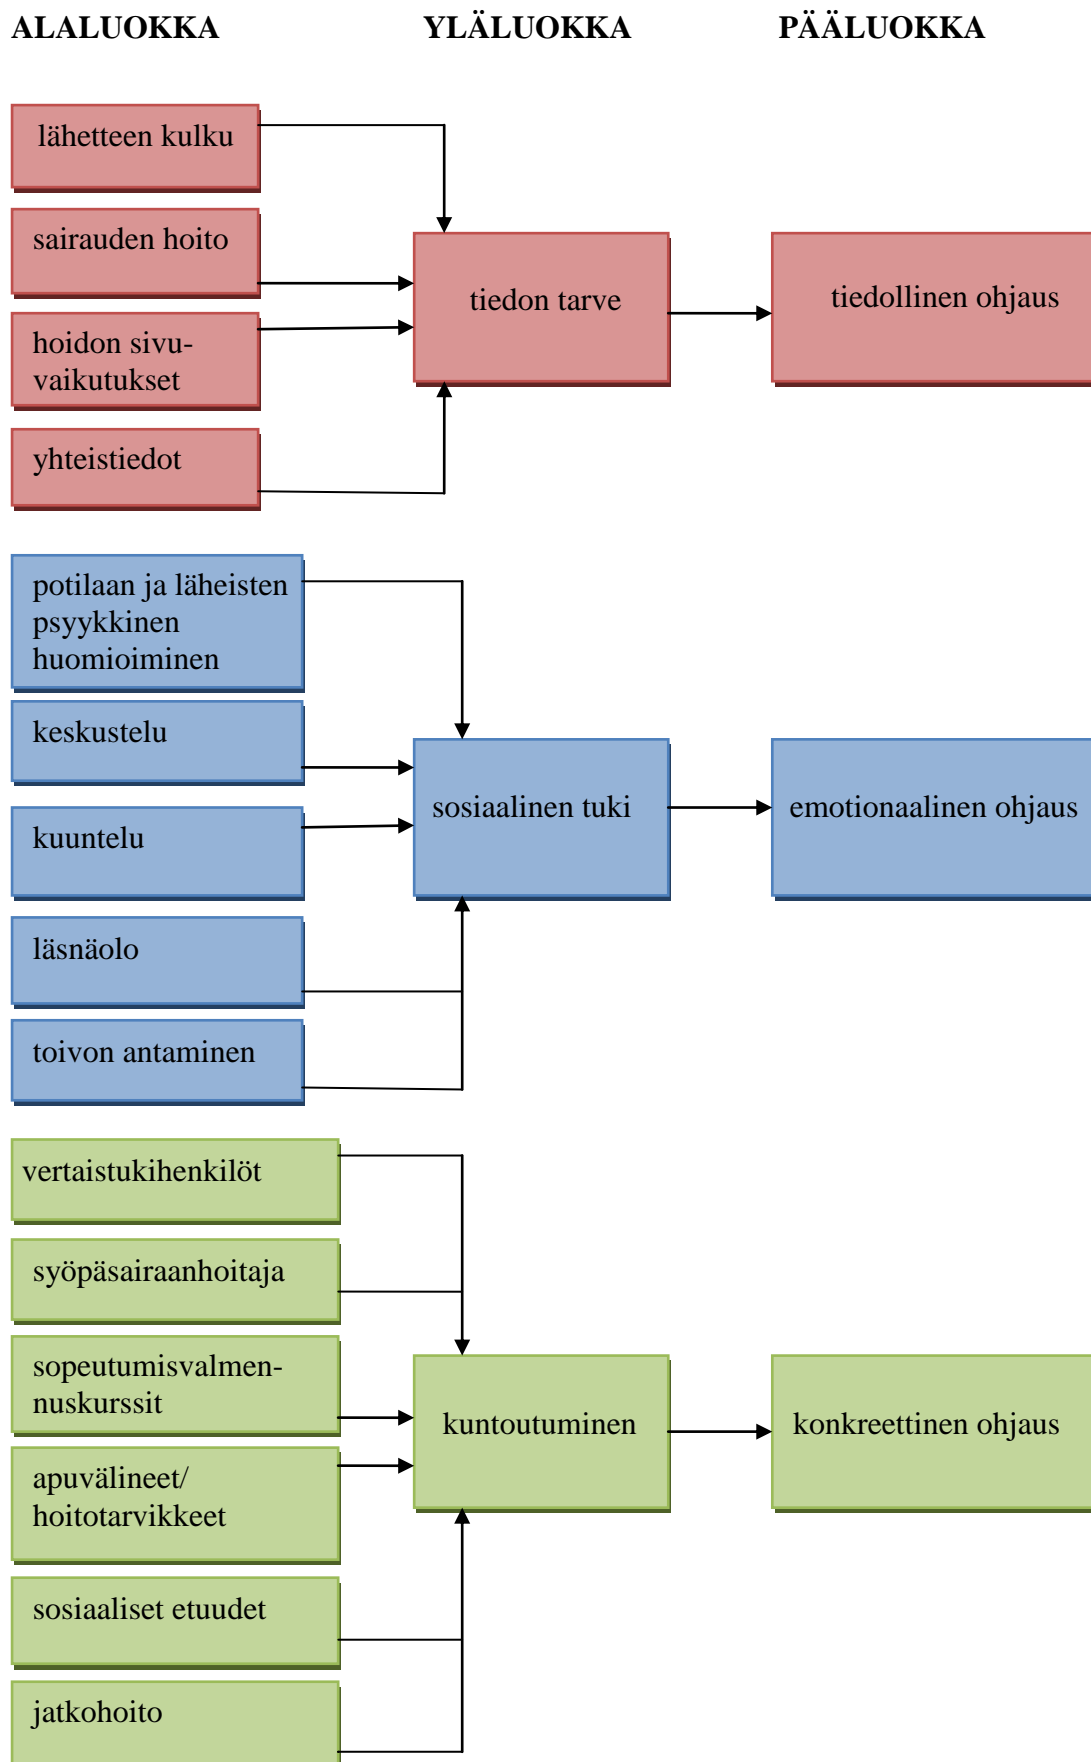 ALALUOKKA YLÄLUOKKA PÄÄLUOKKA
lähetteen kulku
sairauden hoito
hoidon sivu-
vaikutukset
yhteistiedot
tiedon tarve
tiedollinen ohjaus
potilaan ja läheisten
psyykkinen
huomioiminen
keskustelu
kuuntelu
läsnäolo
toivon antaminen
sosiaalinen tuki
emotionaalinen ohjaus
vertaistukihenkilöt
syöpäsairaanhoitaja
sopeutumisvalmen-
nuskurssit
apuvälineet/
hoitotarvikkeet
sosiaaliset etuudet
jatkohoito
kuntoutuminen
konkreettinen ohjaus